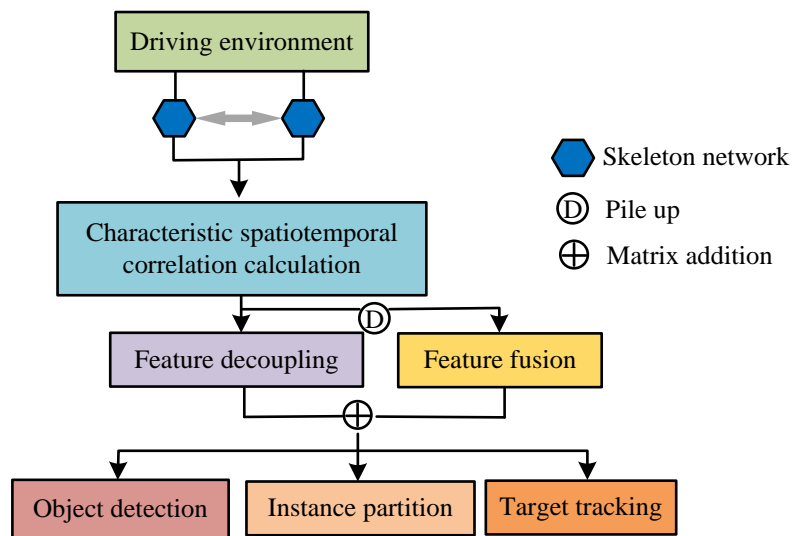 Driving environment
Skeleton network
D Pile up
Matrix addition
Characteristic spatiotemporal
correlation calculation
D
Feature decoupling
Feature fusion
Object detection
Instance partition
Target tracking